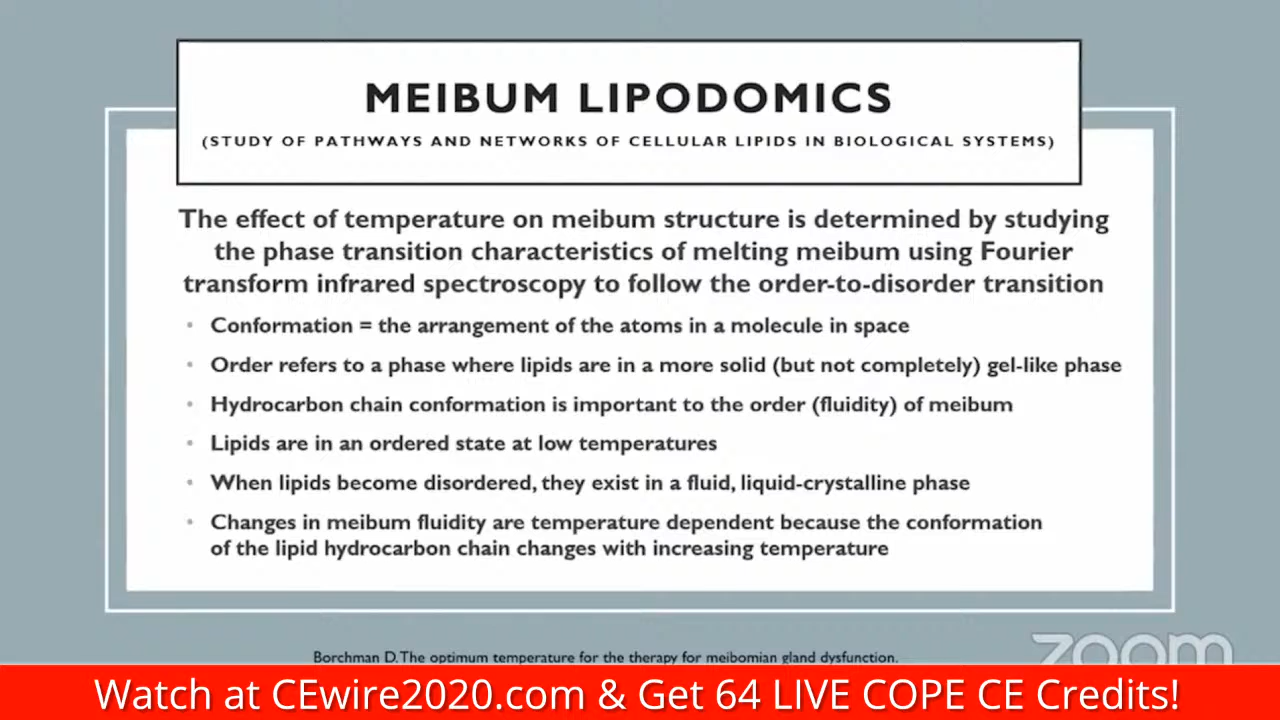 MEIBUM LIPODOMICS
(STUDY OF PATHWAYS AND NETWORKS OF CELLULAR LIPIDS IN BIOLOGICAL SYSTEMS)
The effect of temperature on meibum structure is determined by studying
the phase transition characteristics of melting meibum using Fourier
transform infrared spectroscopy to follow the order-to-disorder transition
• Conformation = the arrangement of the atoms in a molecule in space
• Order refers to a phase where lipids are in a more solid (but not completely) gel-like phase
• Hydrocarbon chain conformation is important to the order (fluidity) of meibum
• Lipids are in an ordered state at low temperatures
• When lipids become disordered, they exist in a fluid, liquid-crystalline phase
• Changes in meibum fluidity are temperature dependent because the conformation
of the lipid hydrocarbon chain changes with increasing temperature
Borchman D. The optimum temperature for the therapy for meibomian gland dysfunction.
zoom
Watch at CEwire2020.com & Get 64 LIVE COPE CE Credits!